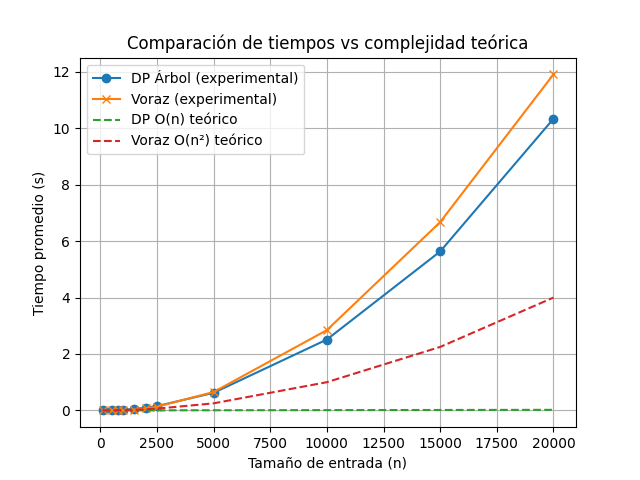 Comparación de tiempos vs complejidad teórica
DP Árbol (experimental)
Voraz (experimental)
DP O(n) teórico
Voraz O(n²) teórico
12
10
8
6
4
2
0
Tiempo promedio (s)
0 2500 5000 7500 10000 12500 15000 17500 20000
Tamaño de entrada (n)